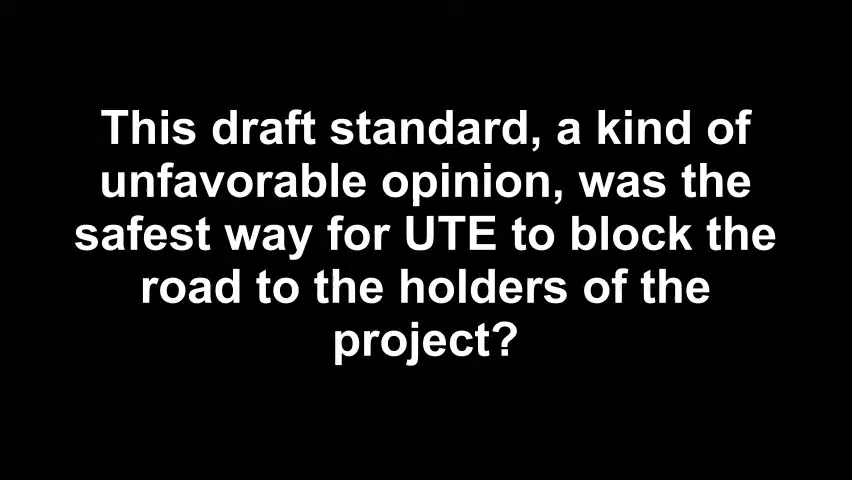 This draft standard, a kind of
unfavorable opinion, was the
safest way for UTE to block the
road to the holders of the
project?